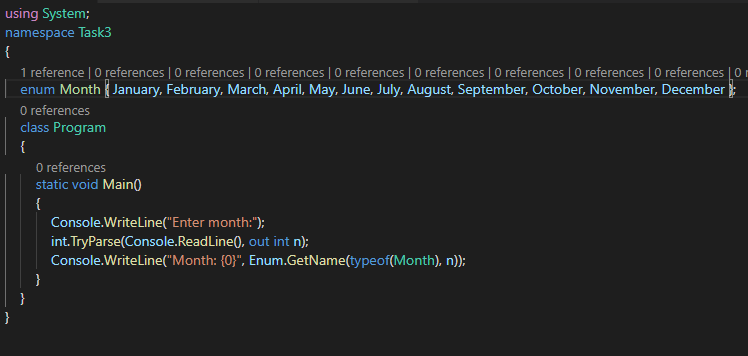 using System;
namespace Task3
{
1 reference | 0 references | 0 references | 0 references | 0 references | 0 references | 0 references | 0 references | 0 references | 0
enum Month { January, February, March, April, May, June, July, August, September, October, November, December };
0 references
class Program
{
0 references
static void Main()
{
Console.WriteLine("Enter month:");
int.TryParse(Console.ReadLine(), out int n);
Console.WriteLine("Month: {0}", Enum.GetName(typeof(Month), n));
}
}
}